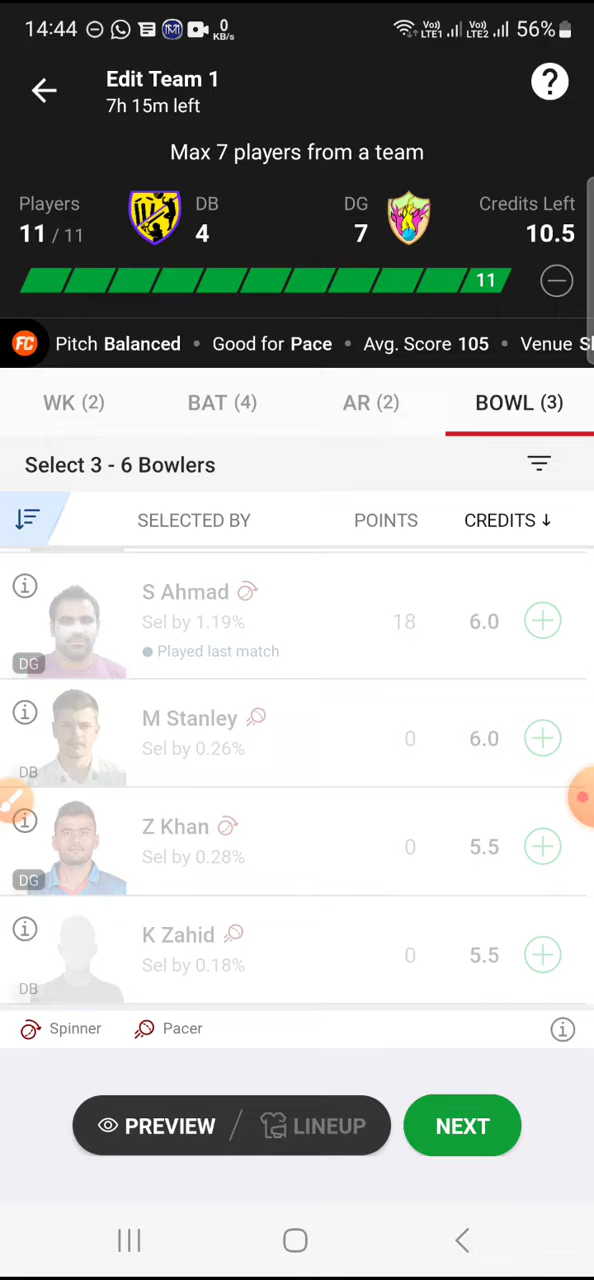 14:44 0 KB/s Vo)) LTE1 Vo)) LTE2 56%
Edit Team 1
7h 15m left
?
Max 7 players from a team
Players DB DG Credits Left
11 / 11 4 7 10.5
11
FC Pitch Balanced • Good for Pace • Avg. Score 105 • Venue
WK (2) BAT (4) AR (2) BOWL (3)
Select 3 - 6 Bowlers
SELECTED BY POINTS CREDITS ↓
S Ahmad
Sel by 1.19% 18 6.0
Played last match
DG
M Stanley
Sel by 0.26% 0 6.0
DB
Z Khan
Sel by 0.28% 0 5.5
DG
K Zahid
Sel by 0.18% 0 5.5
DB
Spinner Pacer
PREVIEW / LINEUP NEXT